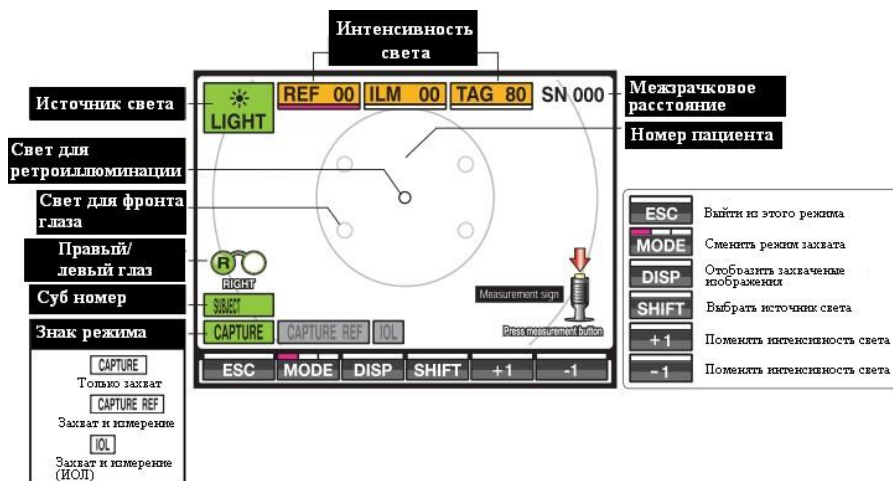 Интенсивность
света
Источник света
LIGHT
REF 00
ILM 00
TAG 80
SN 000
Межзрачковое
расстояние
Номер пациента
Свет для
ретроиллюминации
Свет для фронта
глаза
Правый/
левый глаз
R
RIGHT
Суб номер
SUBJECT
Знак режима
CAPTURE
CAPTURE REF
IOL
Measurement sign
Press measurement button
ESC
MODE
DISP
SHIFT
+1
-1
CAPTURE
Только захват
CAPTURE REF
Захват и измерение
IOL
Захват и измерение
(ИОЛ)
ESC Выйти из этого режима
MODE Сменить режим захвата
DISP Отобразить захваченые
изображения
SHIFT Выбрать источник света
+1 Поменять интенсивность света
-1 Поменять интенсивность света